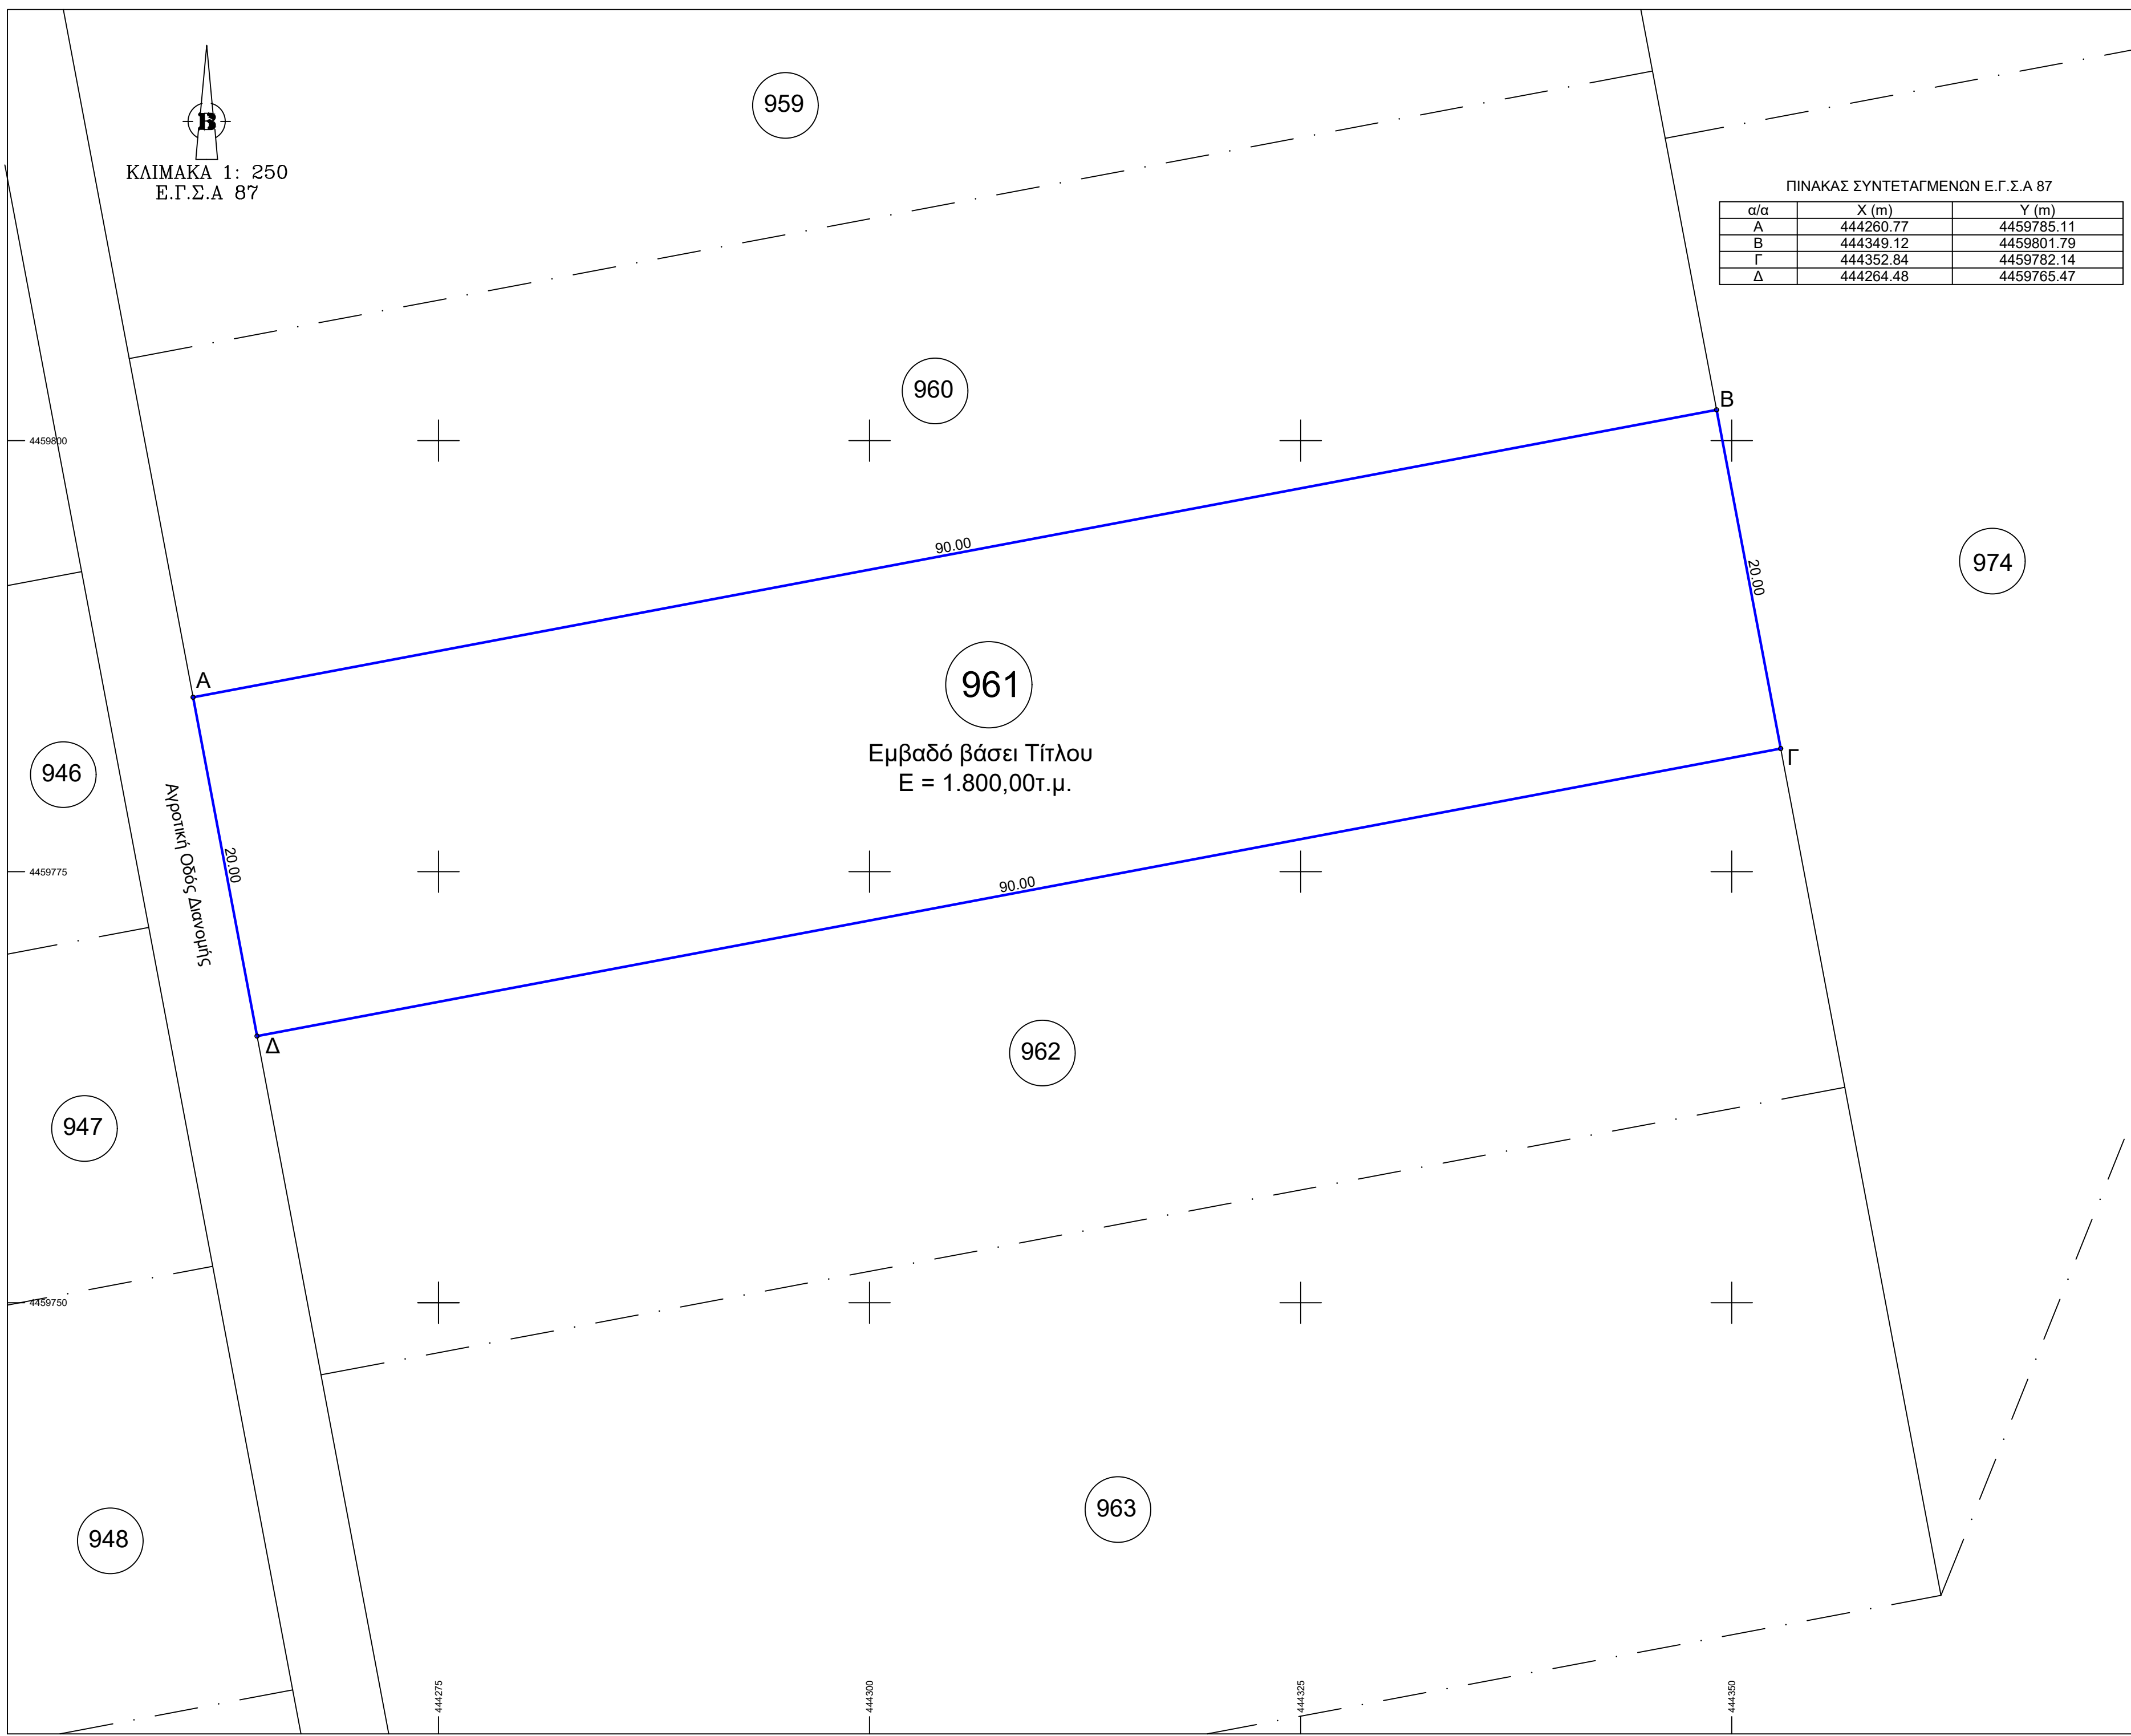 959
Β
ΚΛΙΜΑΚΑ 1: 250
Ε.Γ.Σ.Α 87
ΠΙΝΑΚΑΣ ΣΥΝΤΕΤΑΓΜΕΝΩΝ Ε.Γ.Σ.Α 87
α/α X (m) Y (m)
Α 444260.77 4459785.11
Β 444349.12 4459801.79
Γ 444352.84 4459782.14
Δ 444264.48 4459765.47
960
Β
4459800
90.00
20.00
974
Α
961
Εμβαδό βάσει Τίτλου
Ε = 1.800,00τ.μ.
Γ
946
Αγροτική Οδός Διανομής
20.00
4459775
90.00
Δ
962
947
4459750
963
948
444275
444300
444325
444350